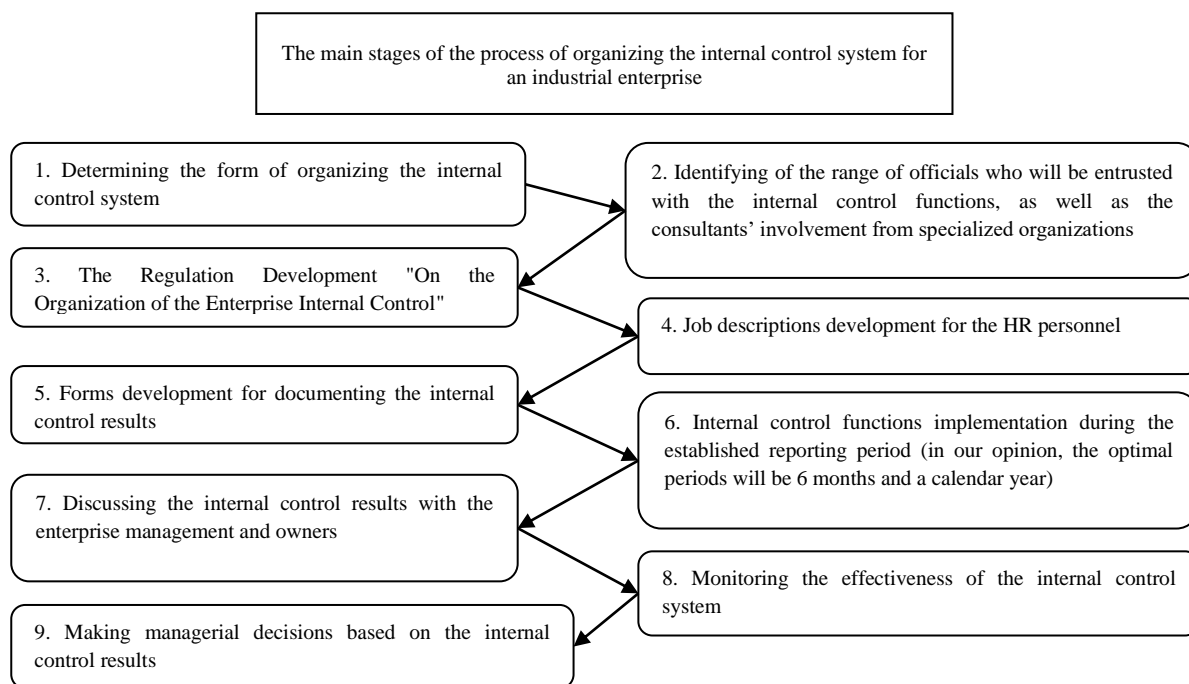 The main stages of the process of organizing the internal control system for
an industrial enterprise
1. Determining the form of organizing the internal
control system
2. Identifying of the range of officials who will be entrusted
with the internal control functions, as well as the
consultants’ involvement from specialized organizations
3. The Regulation Development "On the
Organization of the Enterprise Internal Control"
4. Job descriptions development for the HR personnel
5. Forms development for documenting the internal
control results
6. Internal control functions implementation during the
established reporting period (in our opinion, the optimal
periods will be 6 months and a calendar year)
7. Discussing the internal control results with the
enterprise management and owners
8. Monitoring the effectiveness of the internal control
system
9. Making managerial decisions based on the internal
control results